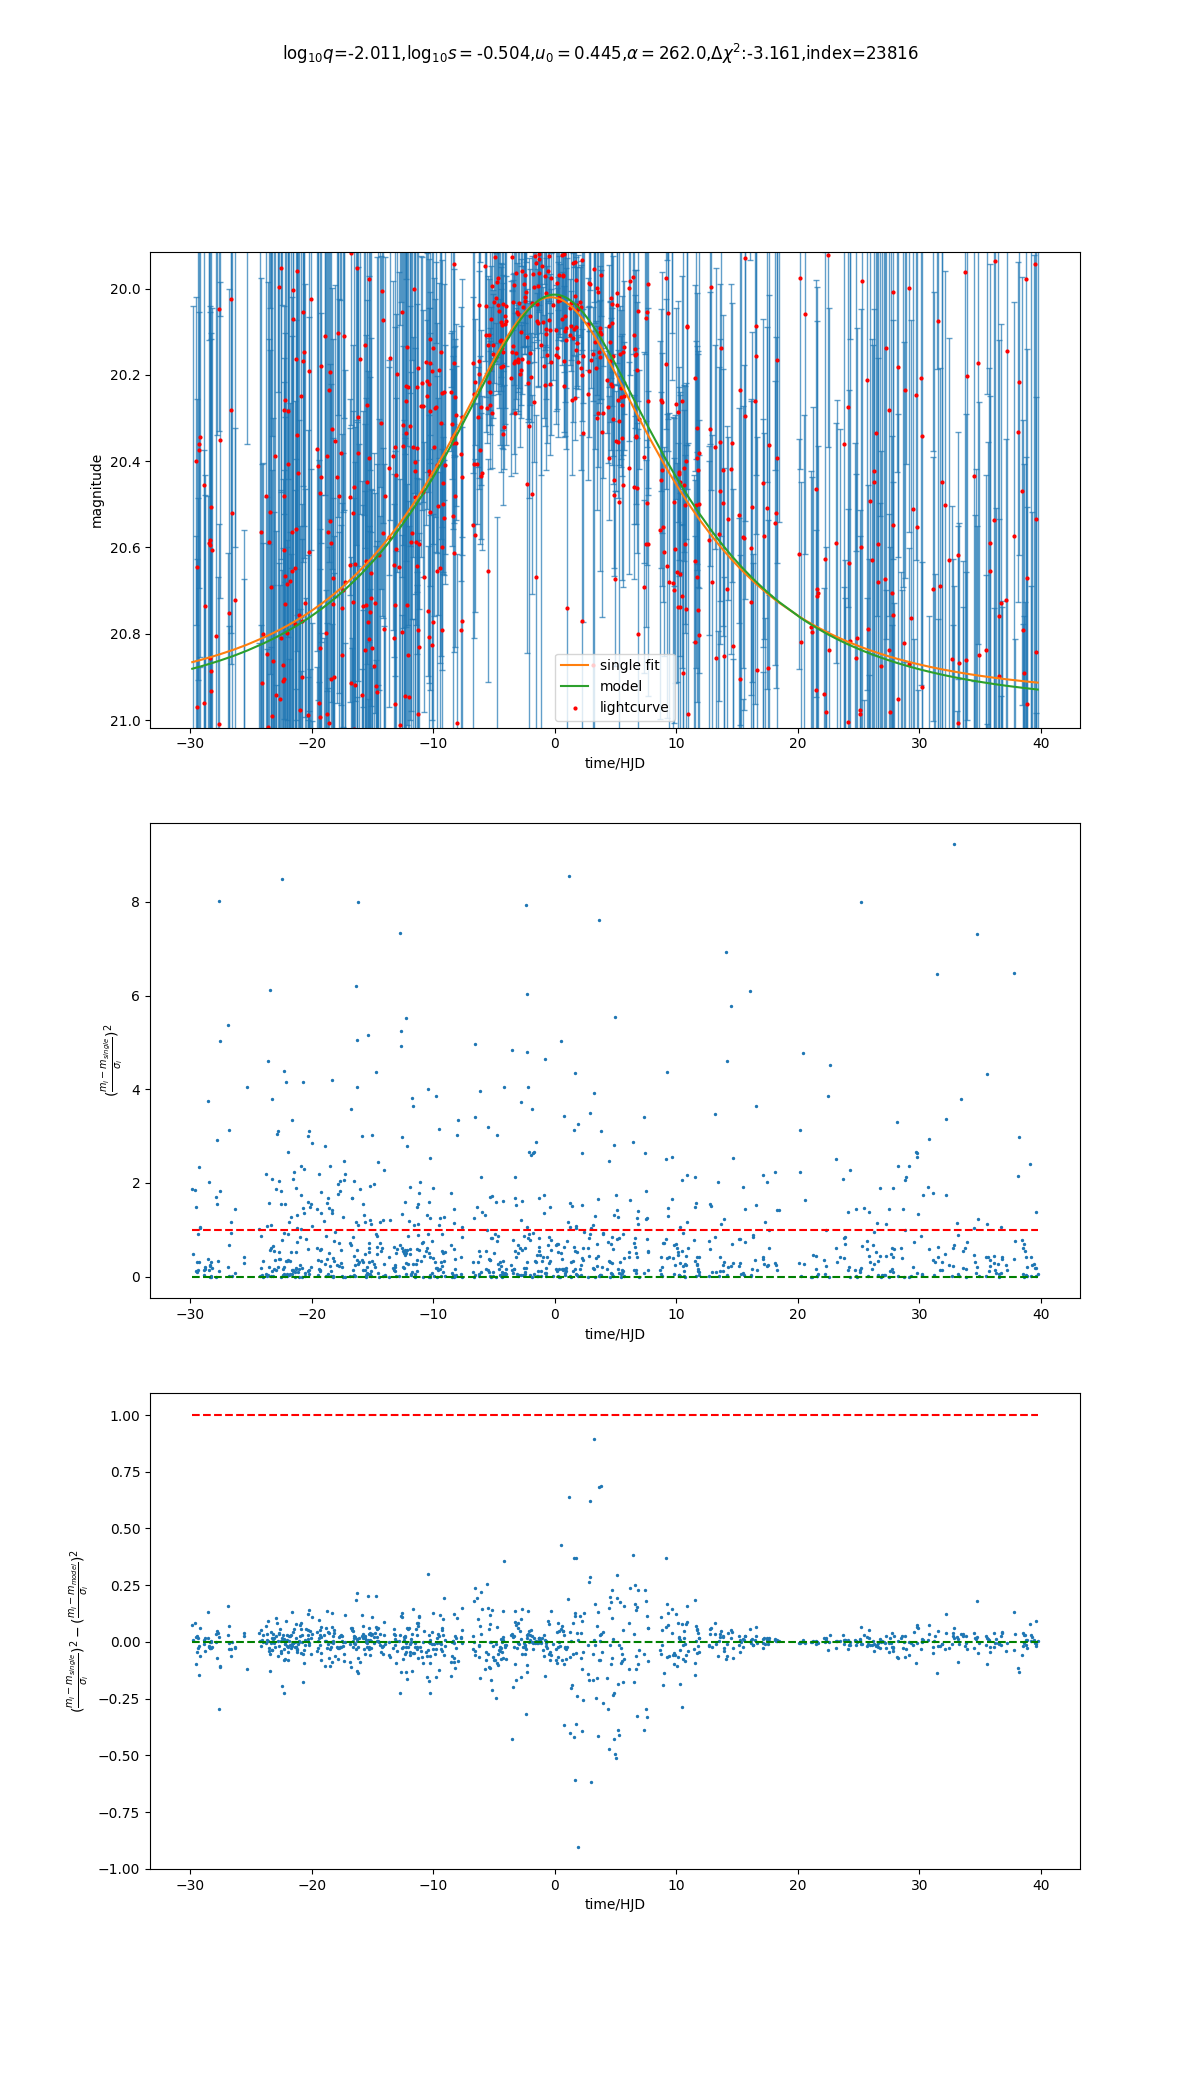 log₁₀q=-2.011,log₁₀s = -0.504,u₀ = 0.445,α = 262.0,Δχ²:-3.161,index=23816
20.0
20.2
20.4
20.6
20.8
21.0
magnitude
single fit
model
lightcurve
−30 −20 −10 0 10 20 30 40
time/HJD
8
6
4
2
0
(mᵢ − m_single / σᵢ)²
−30 −20 −10 0 10 20 30 40
time/HJD
1.00
0.75
0.50
0.25
0.00
−0.25
−0.50
−0.75
−1.00
(mᵢ − m_single / σᵢ)² − (mᵢ − m_model / σᵢ)²
−30 −20 −10 0 10 20 30 40
time/HJD